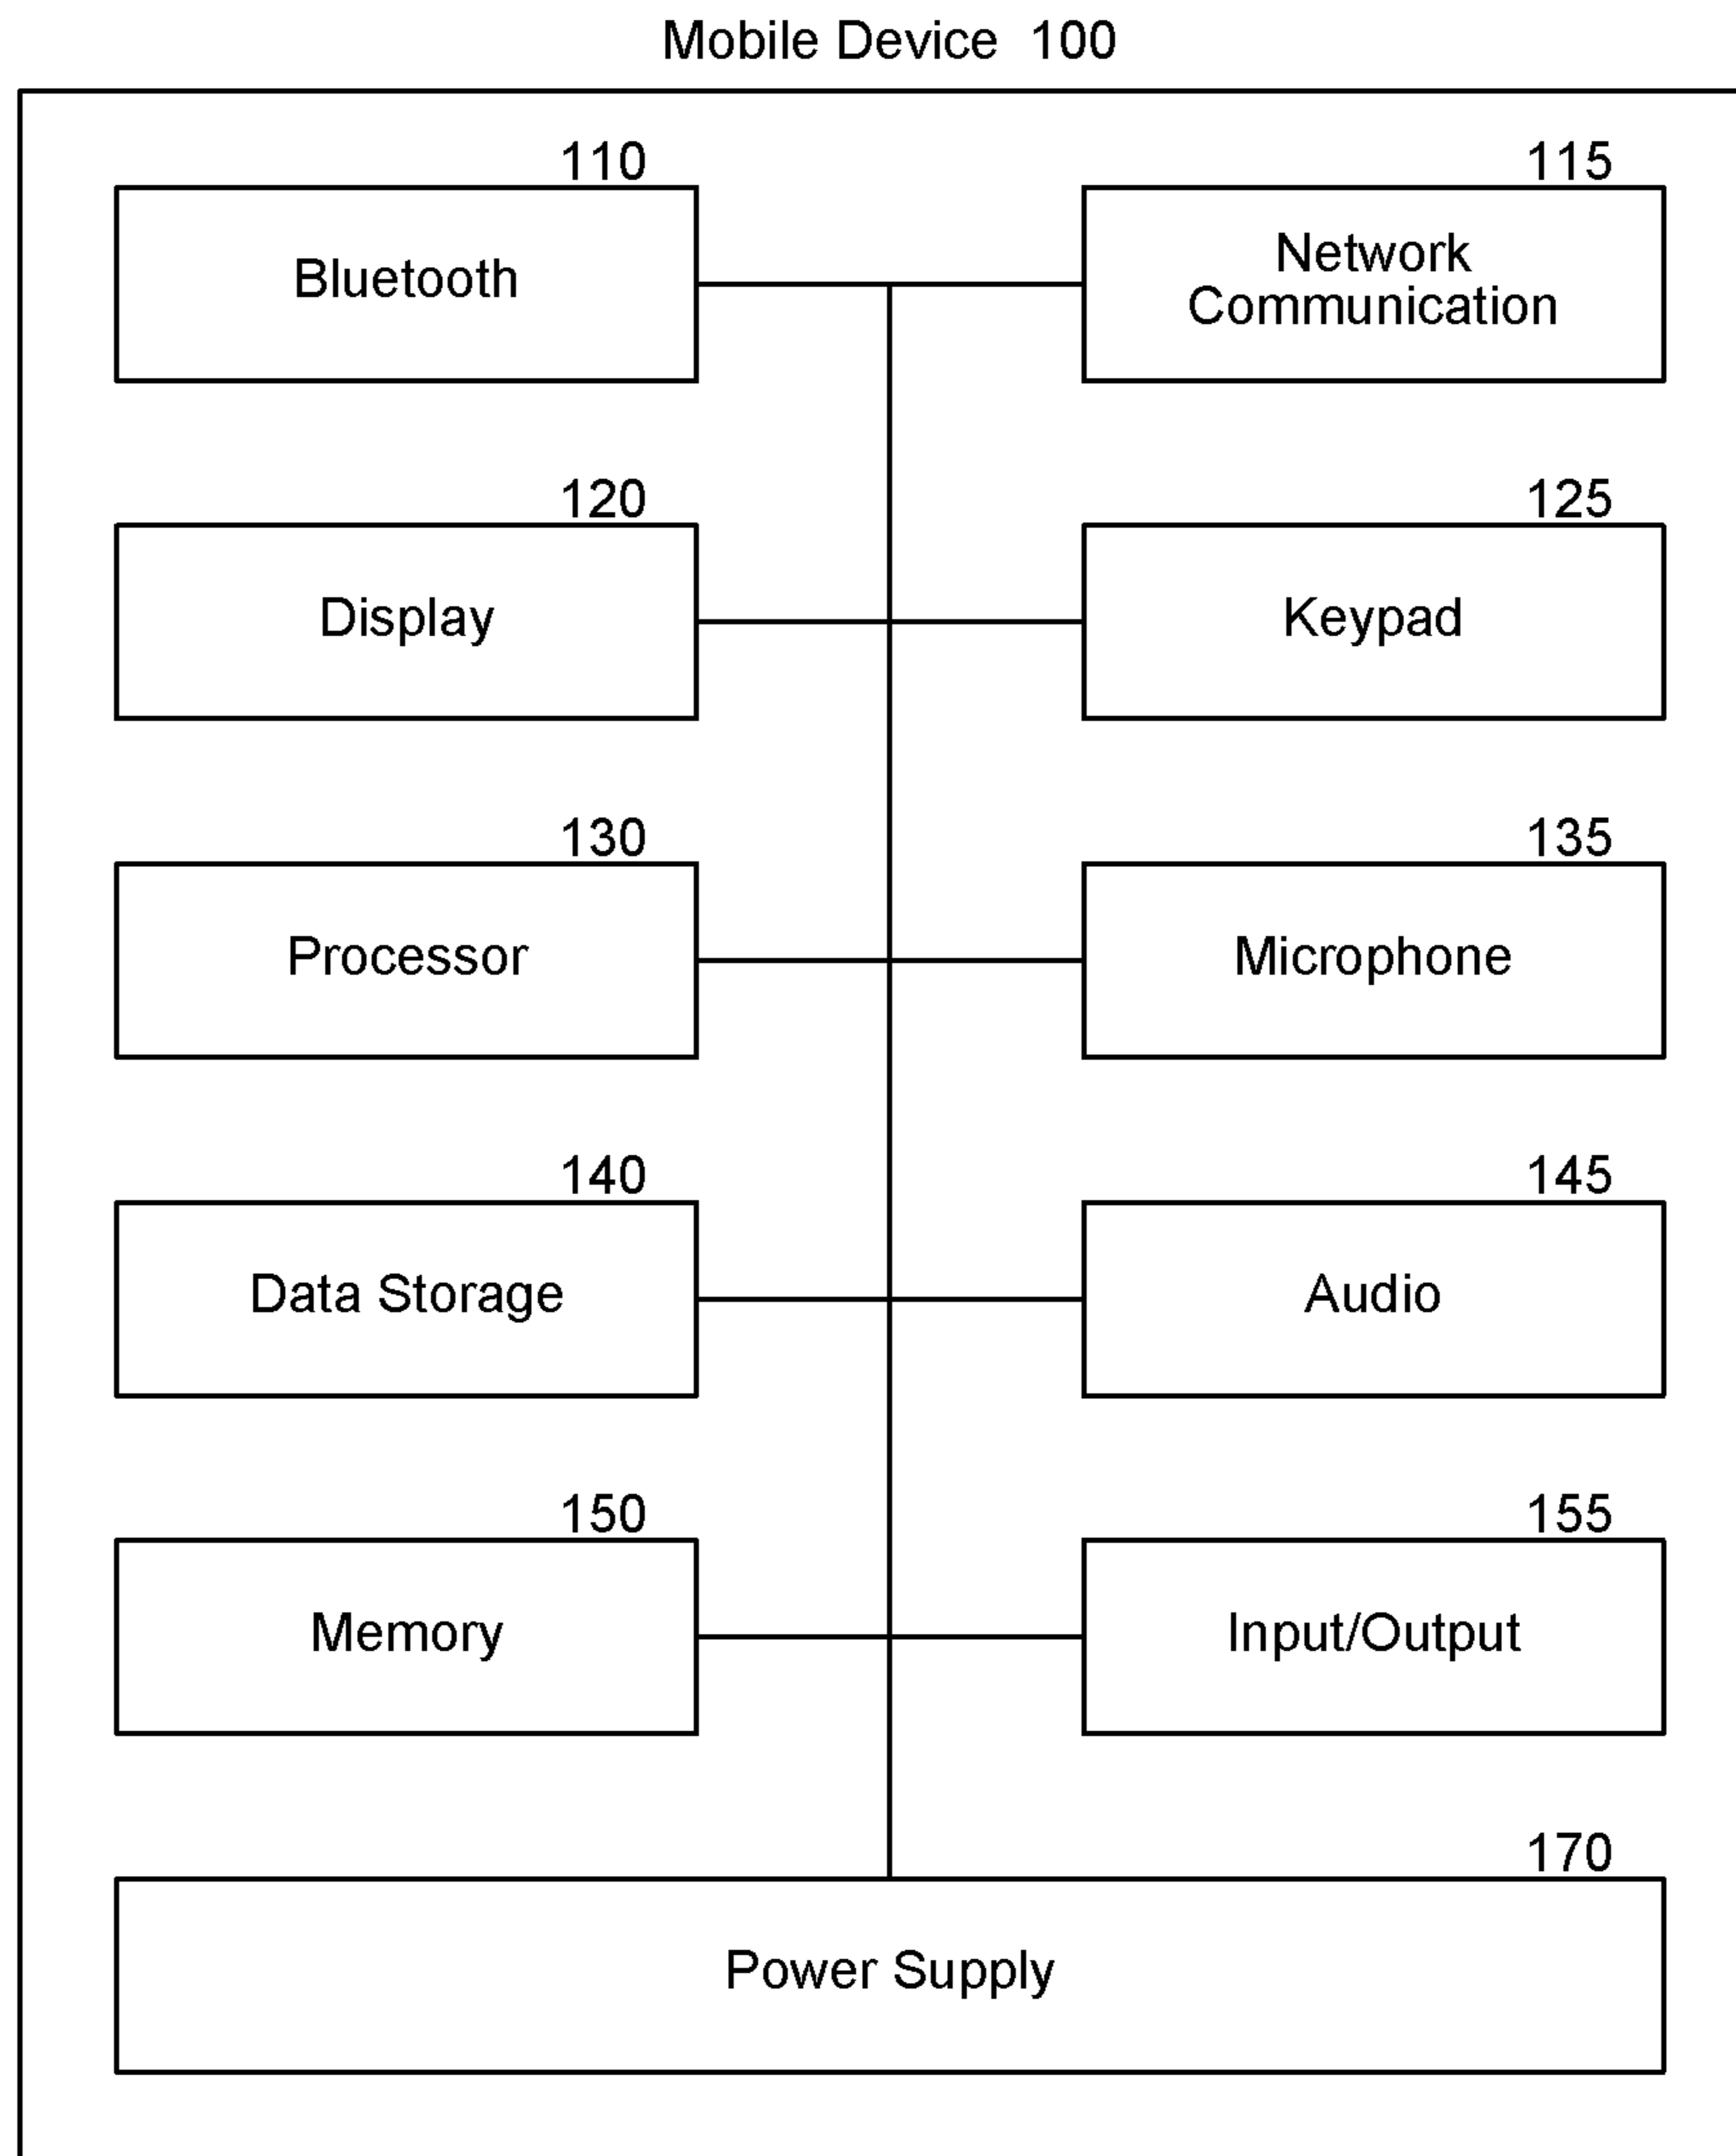 Mobile Device 100
110
Bluetooth
115
Network
Communication
120
Display
125
Keypad
130
Processor
135
Microphone
140
Data Storage
145
Audio
150
Memory
155
Input/Output
170
Power Supply